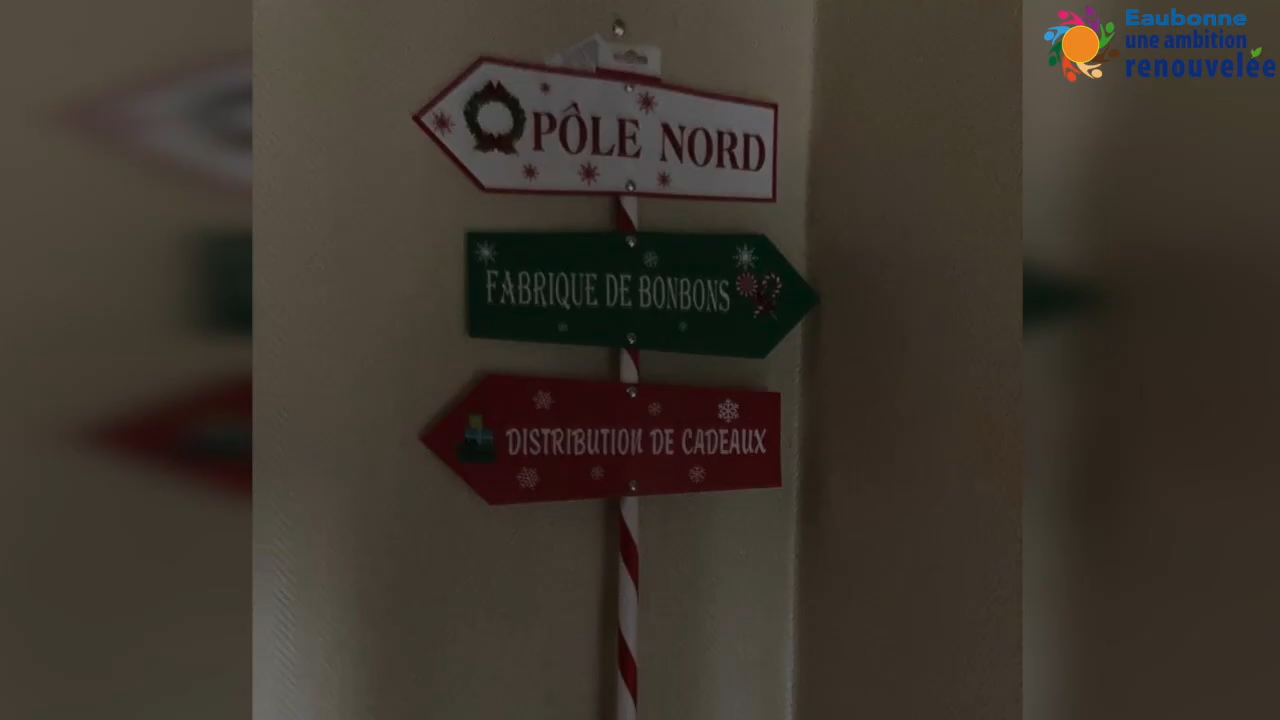 Eaubonne
une ambition
renouvelée
PÔLE NORD
FABRIQUE DE BONBONS
DISTRIBUTION DE CADEAUX